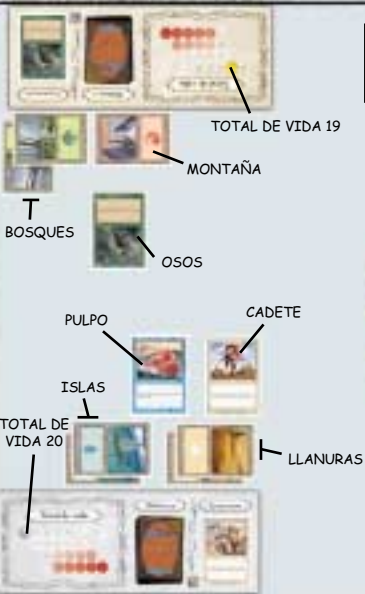 TOTAL DE VIDA 19
MONTAÑA
BOSQUES
OSOS
PULPO
CADETE
ISLAS
TOTAL DE
VIDA 20
LLANURAS